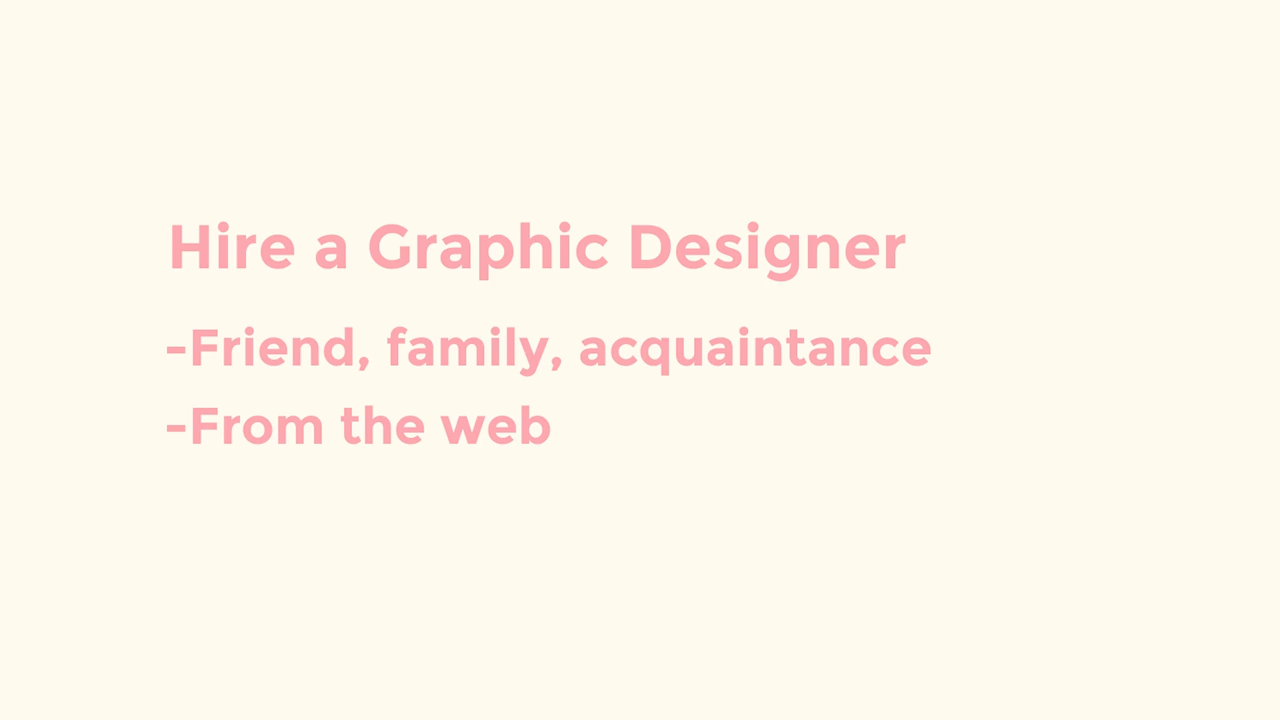 Hire a Graphic Designer
-Friend, family, acquaintance
-From the web